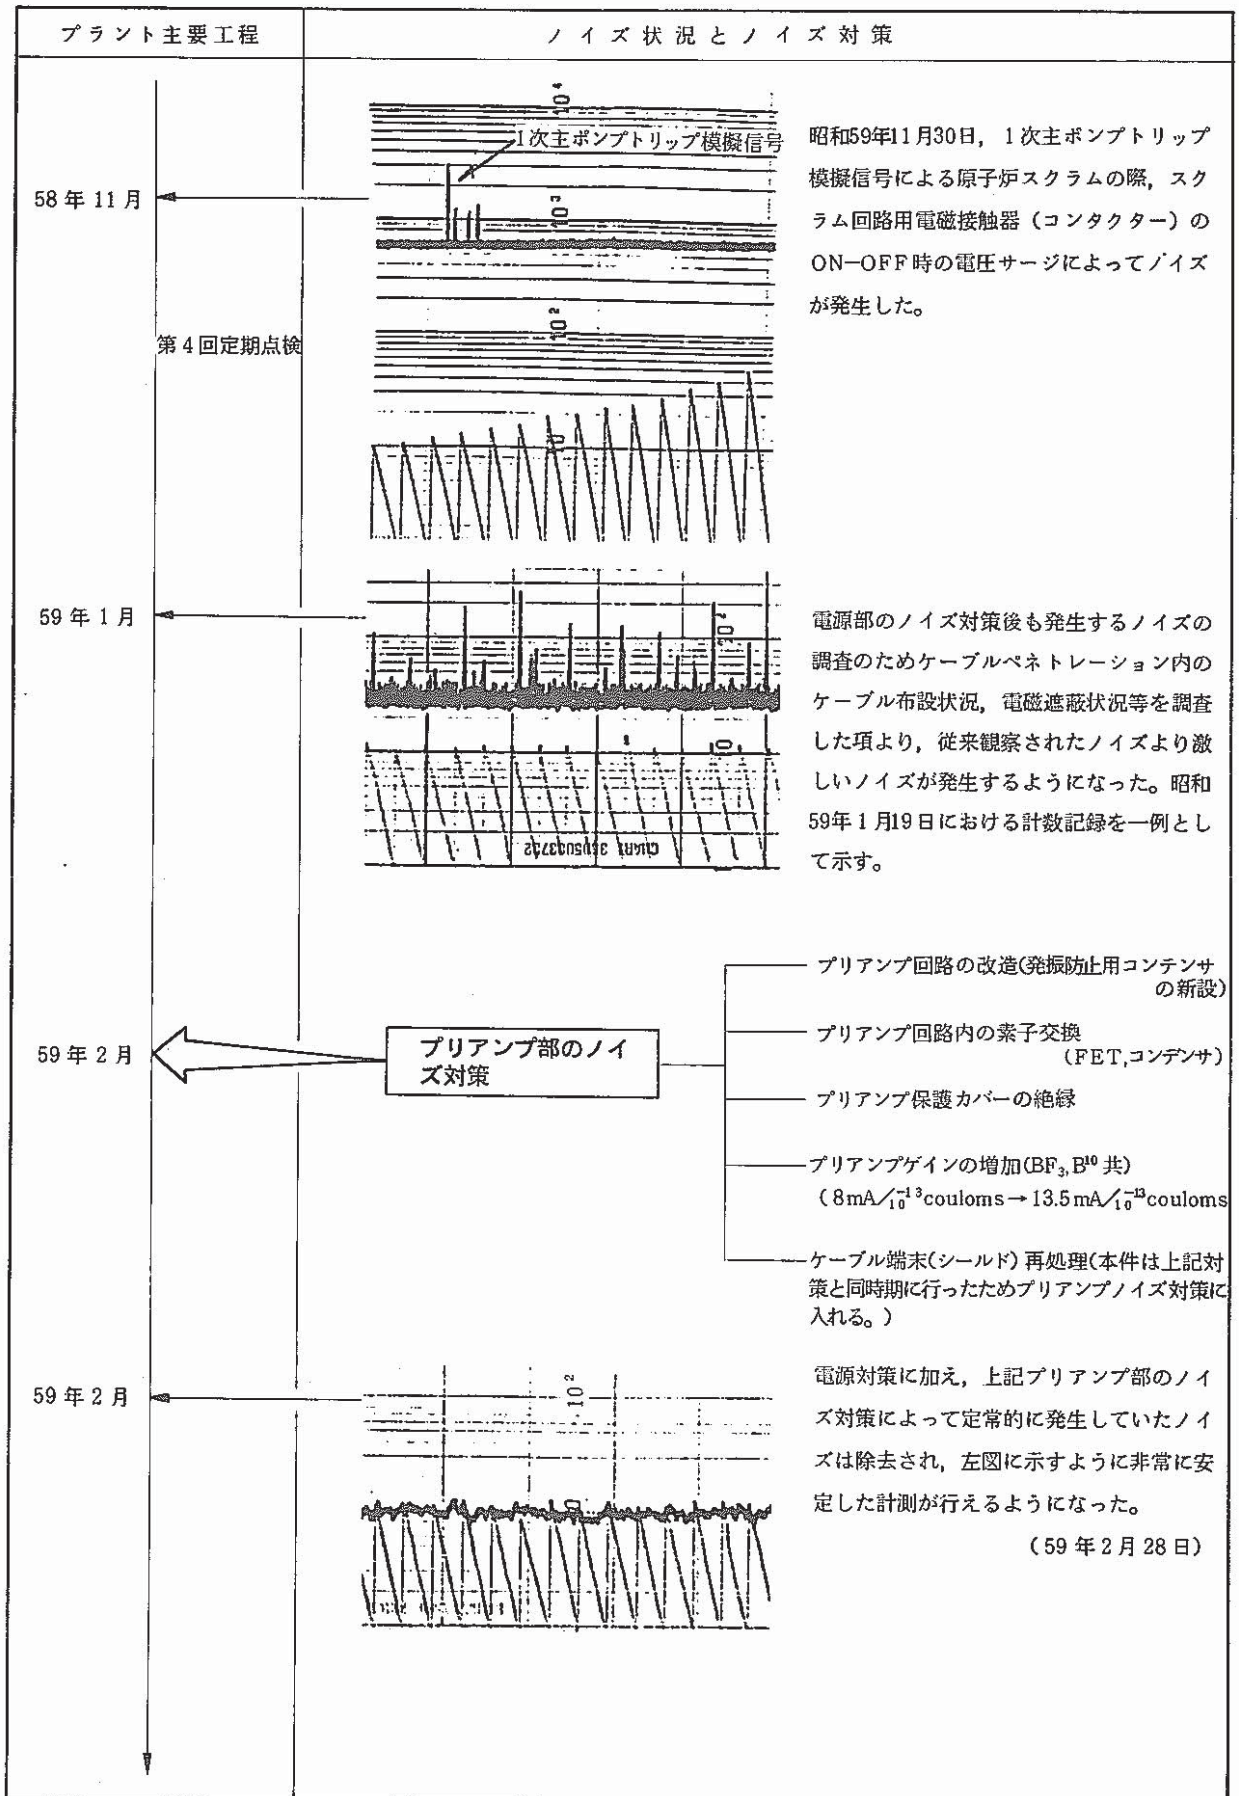 プラント主要工程
ノイズ状況とノイズ対策
58年11月
10⁴
1次主ポンプトリップ模擬信号
10³
10²
10
昭和59年11月30日，1次主ポンプトリップ
模擬信号による原子炉スクラムの際，スク
ラム回路用電磁接触器（コンタクター）の
ON−OFF時の電圧サージによってノイズ
が発生した。
第4回定期点検
59年1月
10²
10
電源部のノイズ対策後も発生するノイズの
調査のためケーブルペネトレーション内の
ケーブル布設状況，電磁遮蔽状況等を調査
した項より，従来観察されたノイズより激
しいノイズが発生するようになった。昭和
59年1月19日における計数記録を一例とし
て示す。
59年2月
プリアンプ部のノイ
ズ対策
プリアンプ回路の改造(発振防止用コンテンサ
の新設)
プリアンプ回路内の素子交換
(FET,コンデンサ)
プリアンプ保護カバーの絶縁
プリアンプゲインの増加(BF₃,B¹⁰共)
(8mA/10⁻¹³couloms→13.5mA/10⁻¹³couloms
ケーブル端末(シールド)再処理(本件は上記対
策と同時期に行ったためプリアンプノイズ対策に
入れる。)
59年2月
10²
電源対策に加え，上記プリアンプ部のノイ
ズ対策によって定常的に発生していたノイ
ズは除去され，左図に示すように非常に安
定した計測が行えるようになった。
(59年2月28日)